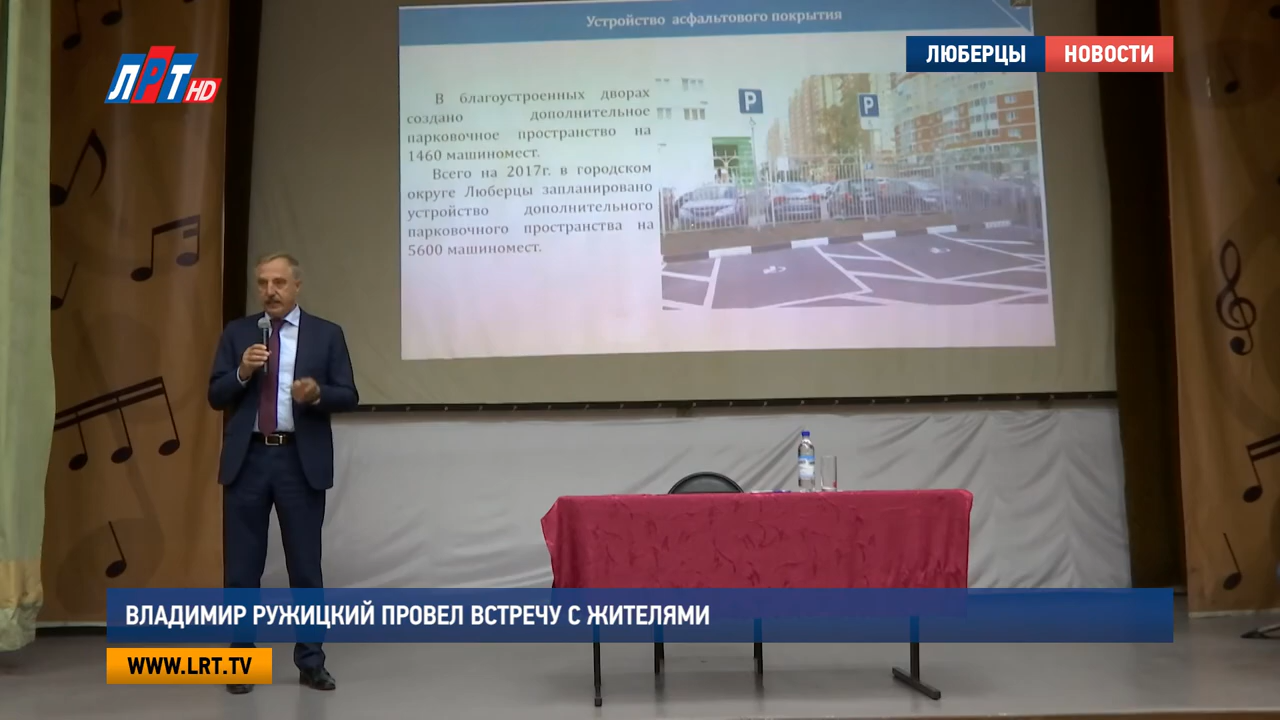 Устройство асфальтового покрытия
ЛРТ HD
ЛЮБЕРЦЫ НОВОСТИ
В благоустроенных дворах
создано дополнительное
парковочное пространство на
1460 машиномест.
Всего на 2017г. в городском
округе Люберцы запланировано
устройство дополнительного
парковочного пространства на
5600 машиномест.
P
P
ВЛАДИМИР РУЖИЦКИЙ ПРОВЕЛ ВСТРЕЧУ С ЖИТЕЛЯМИ
WWW.LRT.TV